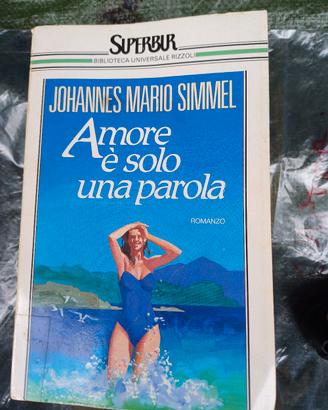 SUPERBUR
BIBLIOTECA UNIVERSALE RIZZOLI
JOHANNES MARIO SIMMEL
Amore
è solo
una parola
ROMANZO